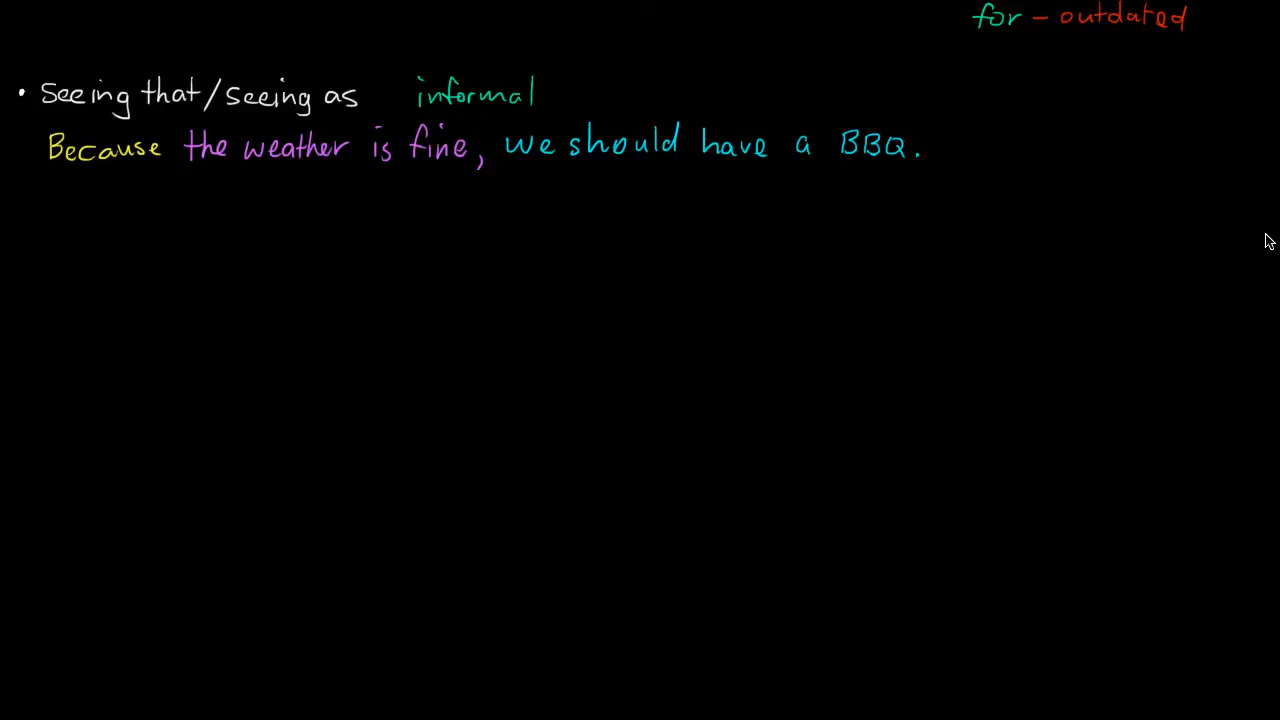 for - outdated
• Seeing that/seeing as informal
Because the weather is fine, we should have a BBQ.